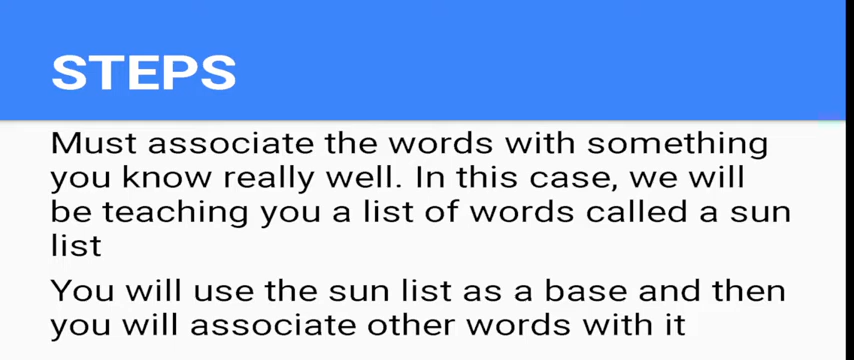 STEPS
Must associate the words with something
you know really well. In this case, we will
be teaching you a list of words called a sun
list
You will use the sun list as a base and then
you will associate other words with it